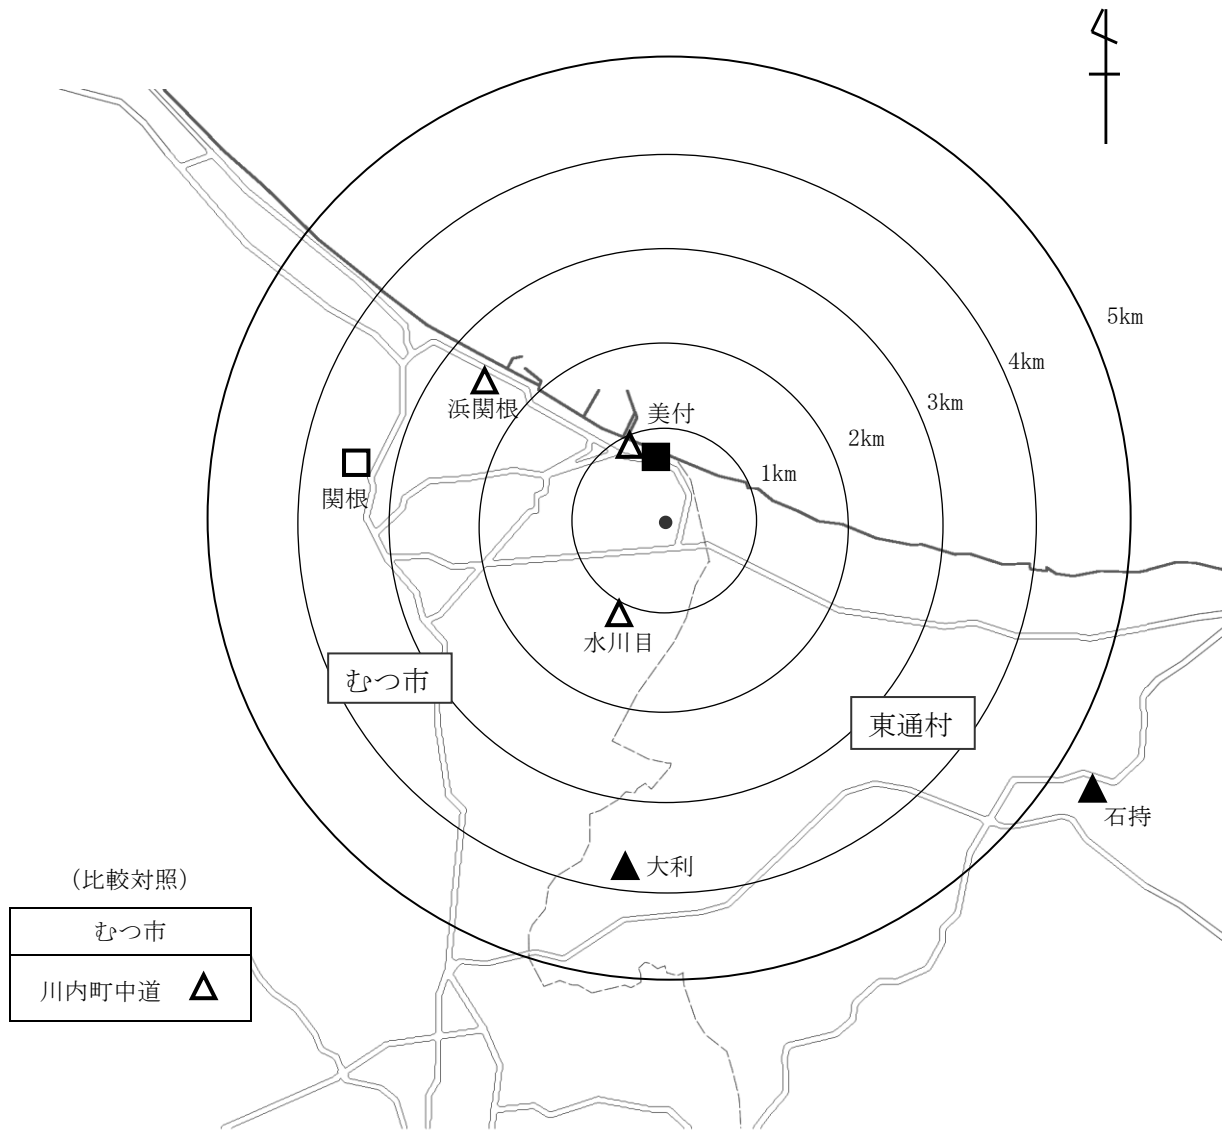 5km
4km
3km
2km
1km
美付
浜関根
関根
水川目
むつ市
東通村
石持
大利
(比較対照)
むつ市
川内町中道